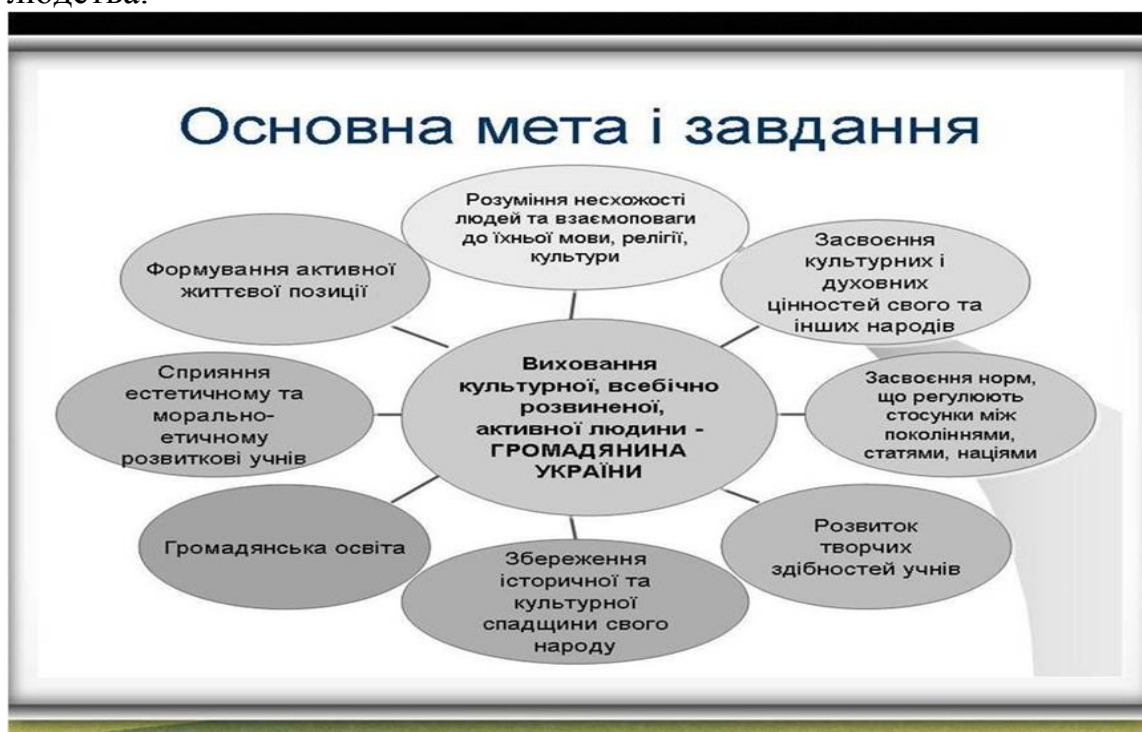 людства.
Основна мета і завдання
Розуміння несхожості
людей та взаємоповаги
до їхньої мови, релігії,
культури
Засвоєння
культурних і
духовних
цінностей свого та
інших народів
Засвоєння норм,
що регулюють
стосунки між
поколіннями,
статями, націями
Розвиток
творчих
здібностей учнів
Збереження
історичної та
культурної
спадщини свого
народу
Громадянська освіта
Сприяння
естетичному та
морально-
етичному
розвиткові учнів
Формування активної
життєвої позиції
Виховання
культурної, всебічно
розвиненої,
активної людини -
ГРОМАДЯНИНА
УКРАЇНИ